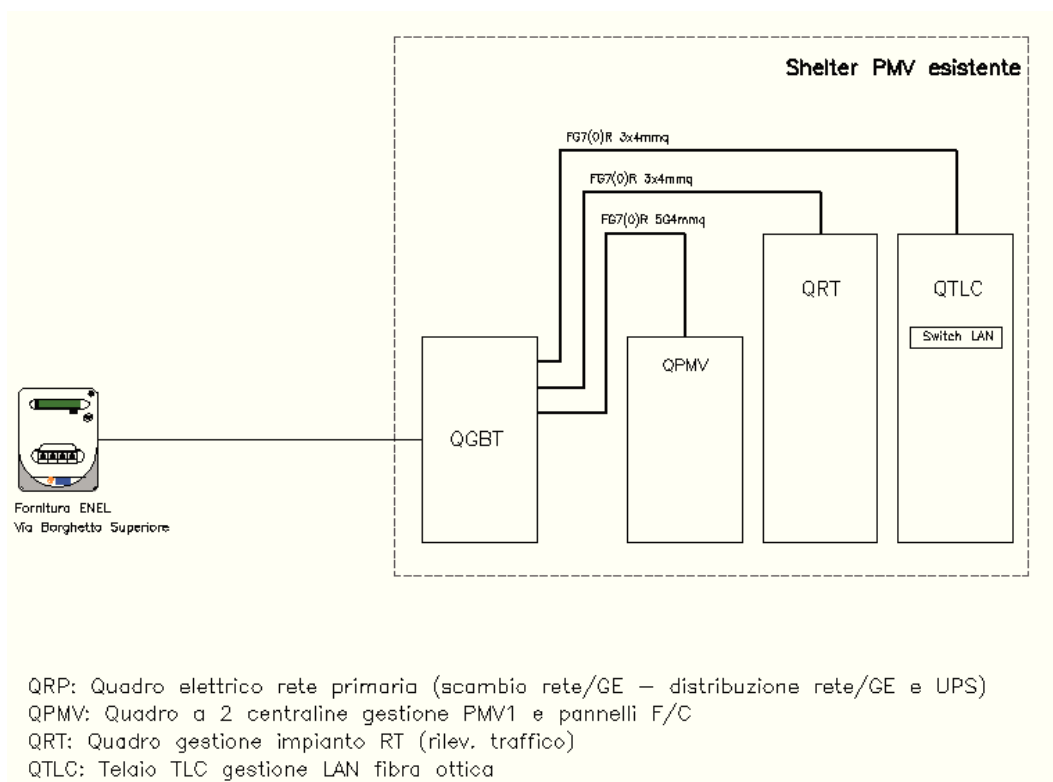 Shelter PMV esistente
FG7(O)R 3x4mmq
FG7(O)R 3x4mmq
FG7(O)R 5G4mmq
QRT
QTLC
Switch LAN
QPMV
QGBT
Fornitura ENEL
Via Borghetto Superiore
QRP: Quadro elettrico rete primaria (scambio rete/GE – distribuzione rete/GE e UPS)
QPMV: Quadro a 2 centraline gestione PMV1 e pannelli F/C
QRT: Quadro gestione impianto RT (rilev. traffico)
QTLC: Telaio TLC gestione LAN fibra ottica